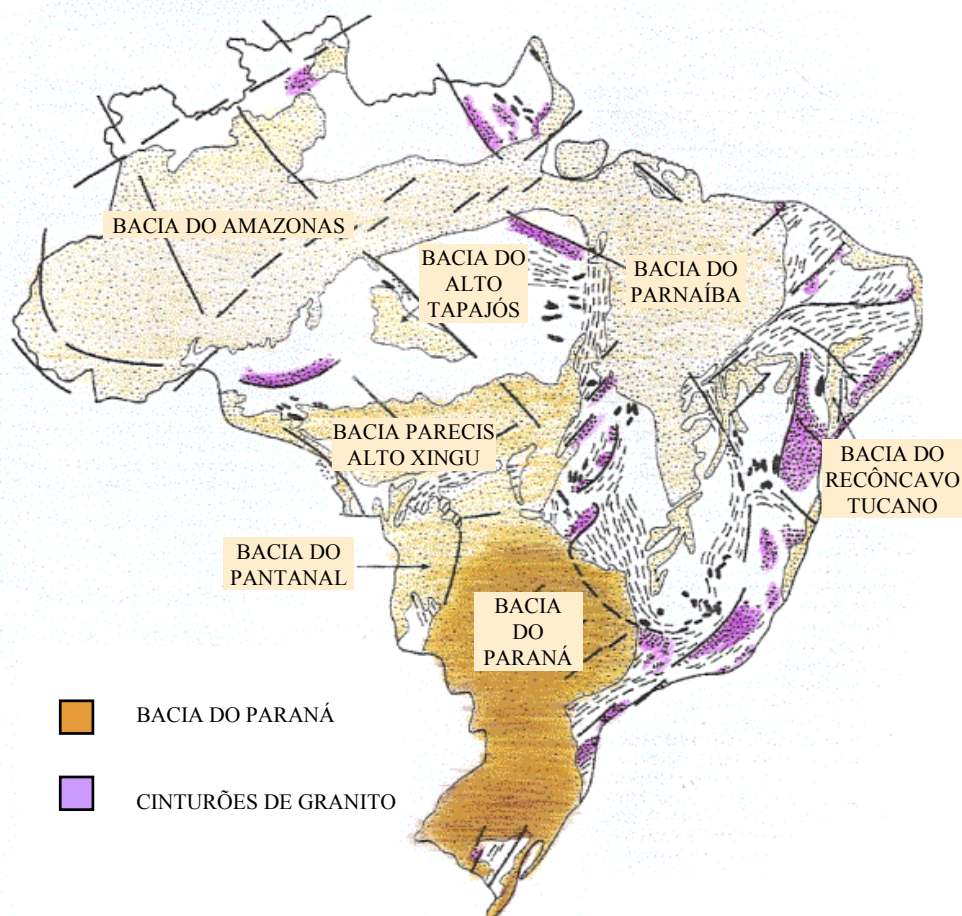 BACIA DO AMAZONAS
BACIA DO
ALTO
TAPAJÓS
BACIA DO
PARNAÍBA
BACIA PARECIS
ALTO XINGU
BACIA DO
RECÔNCAVO
TUCANO
BACIA DO
PANTANAL
BACIA
DO
PARANÁ
BACIA DO PARANÁ
CINTURÕES DE GRANITO